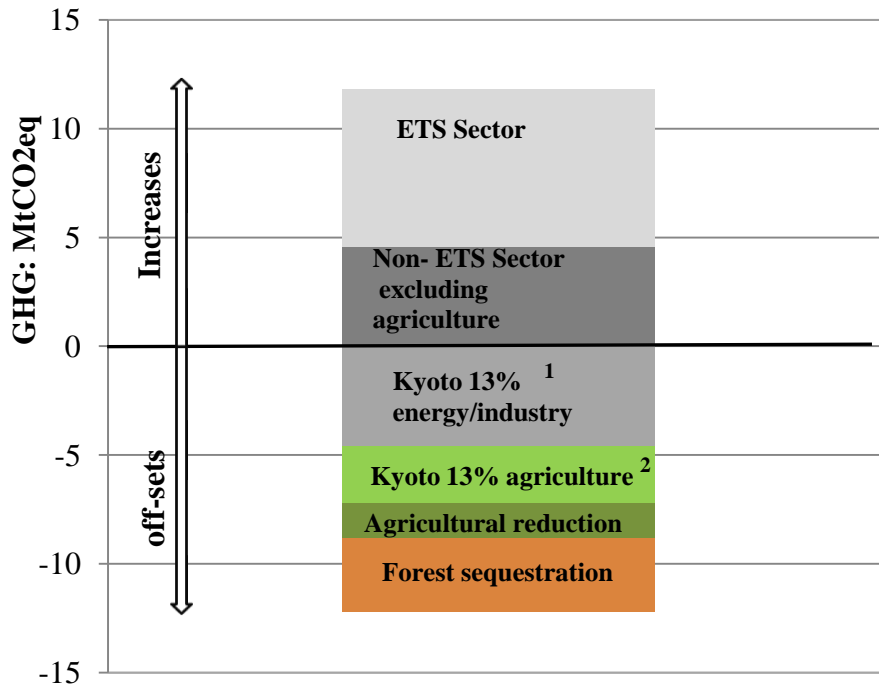 GHG: MtCO2eq
15
10
5
0
-5
-10
-15
Increases
off-sets
ETS Sector
Non- ETS Sector
excluding
agriculture
Kyoto 13% 1
energy/industry
Kyoto 13% agriculture 2
Agricultural reduction
Forest sequestration